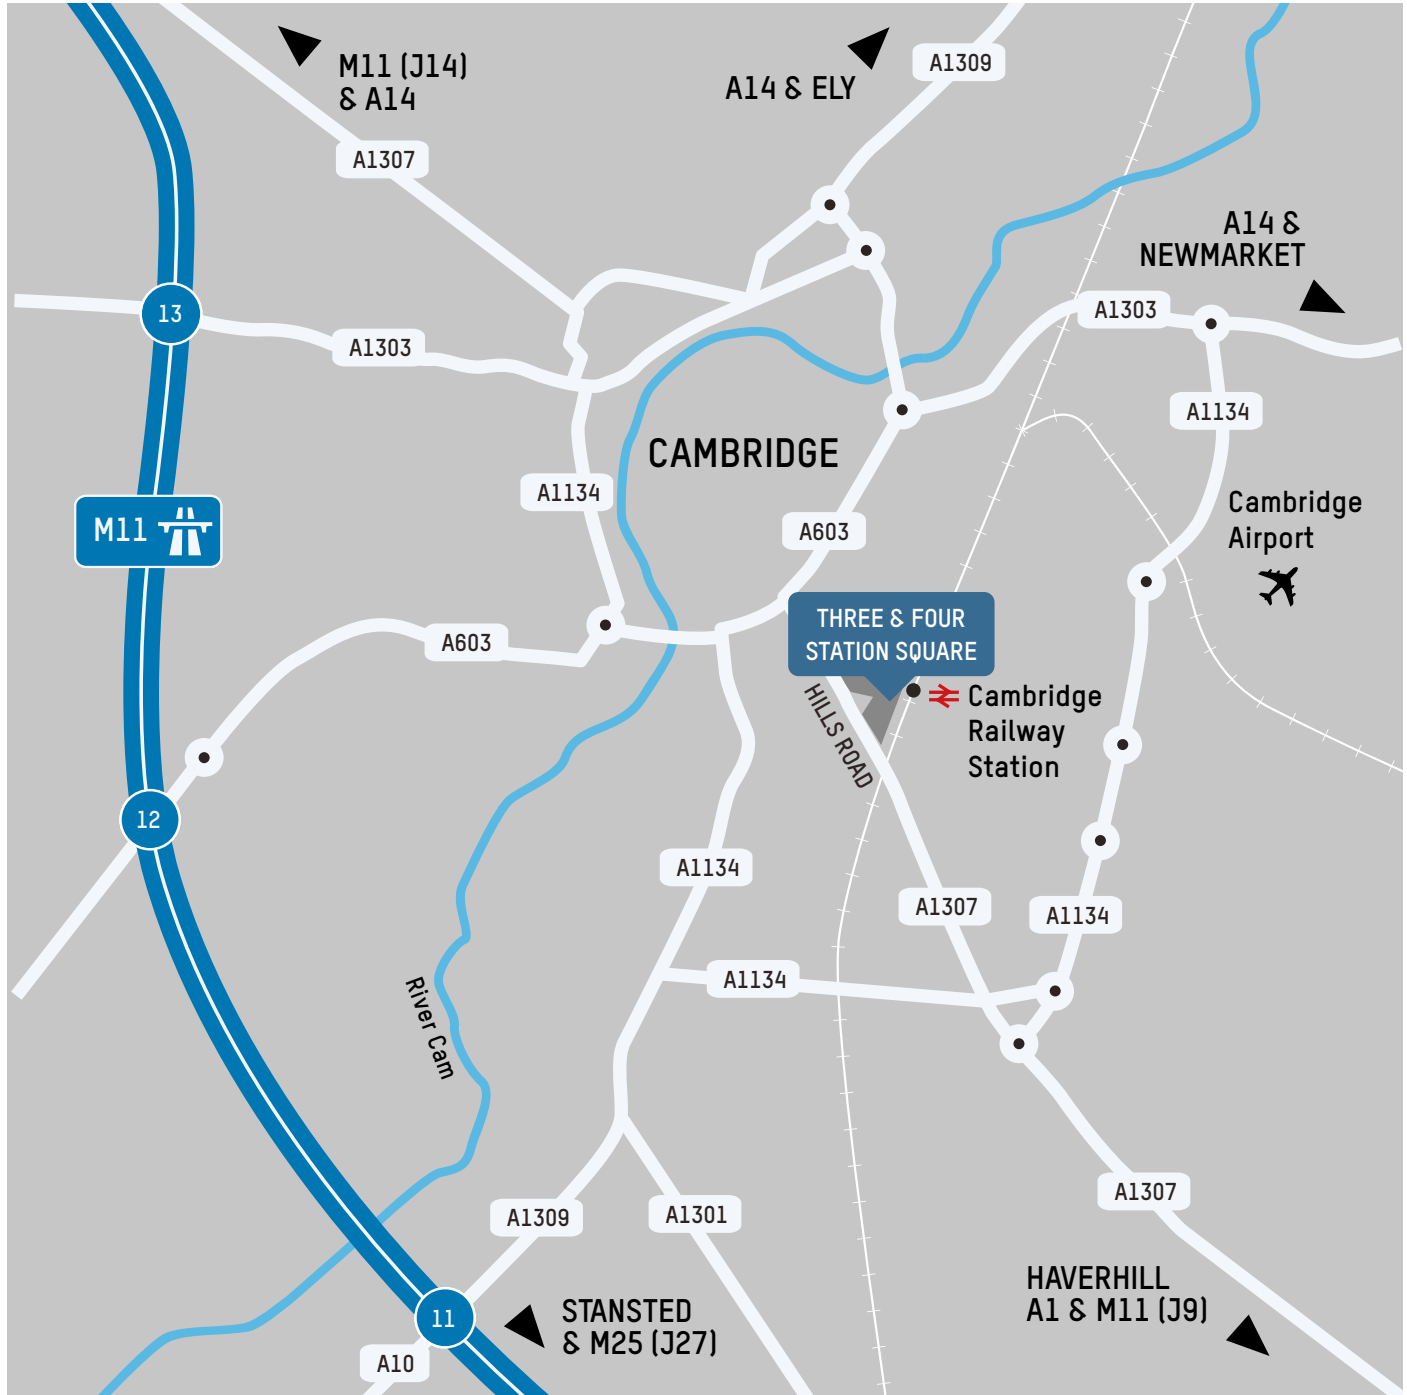 M11 (J14)
& A14
A14 & ELY
A1309
A1307
A14 &
NEWMARKET
13
A1303
A1303
A1134
CAMBRIDGE
A1134
Cambridge
Airport
M11
A603
THREE & FOUR
STATION SQUARE
A603
HILLS ROAD
Cambridge
Railway
Station
12
A1134
A1307
A1134
A1134
River Cam
A1307
A1309
A1301
HAVERHILL
A1 & M11 (J9)
11
STANSTED
& M25 (J27)
A10